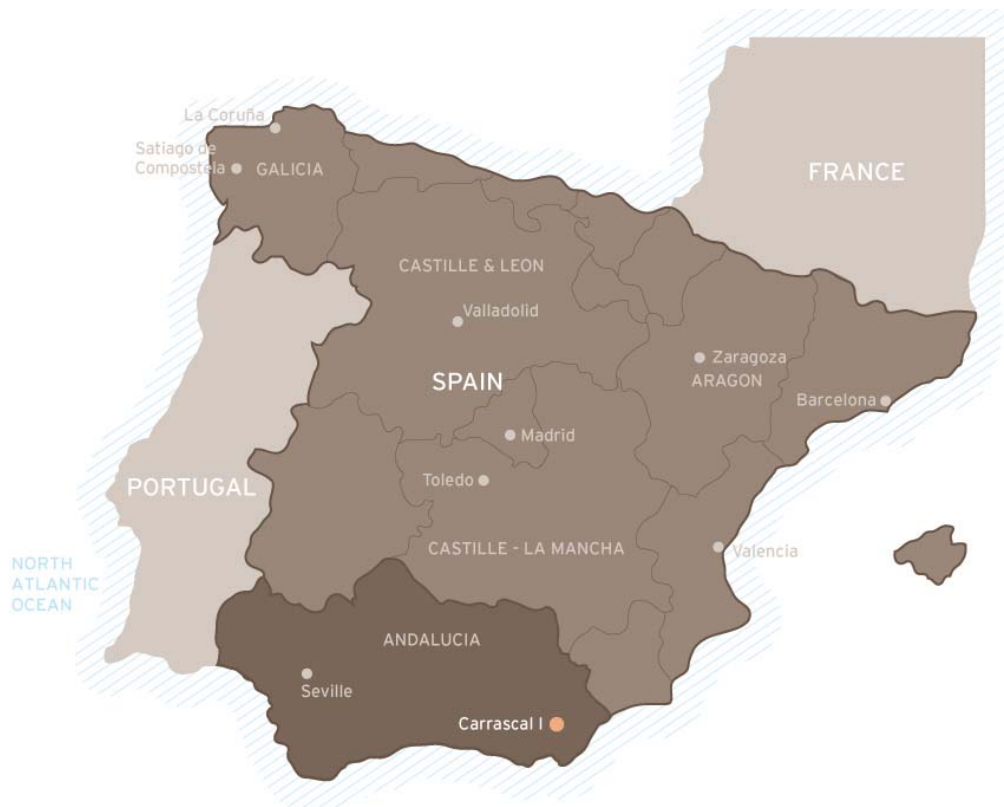 La Coruña
Satiago de
Compostela
GALICIA
FRANCE
CASTILLE & LEON
Valladolid
Zaragoza
ARAGON
SPAIN
Barcelona
Madrid
Toledo
PORTUGAL
CASTILLE - LA MANCHA
Valencia
NORTH
ATLANTIC
OCEAN
ANDALUCIA
Seville
Carrascal I